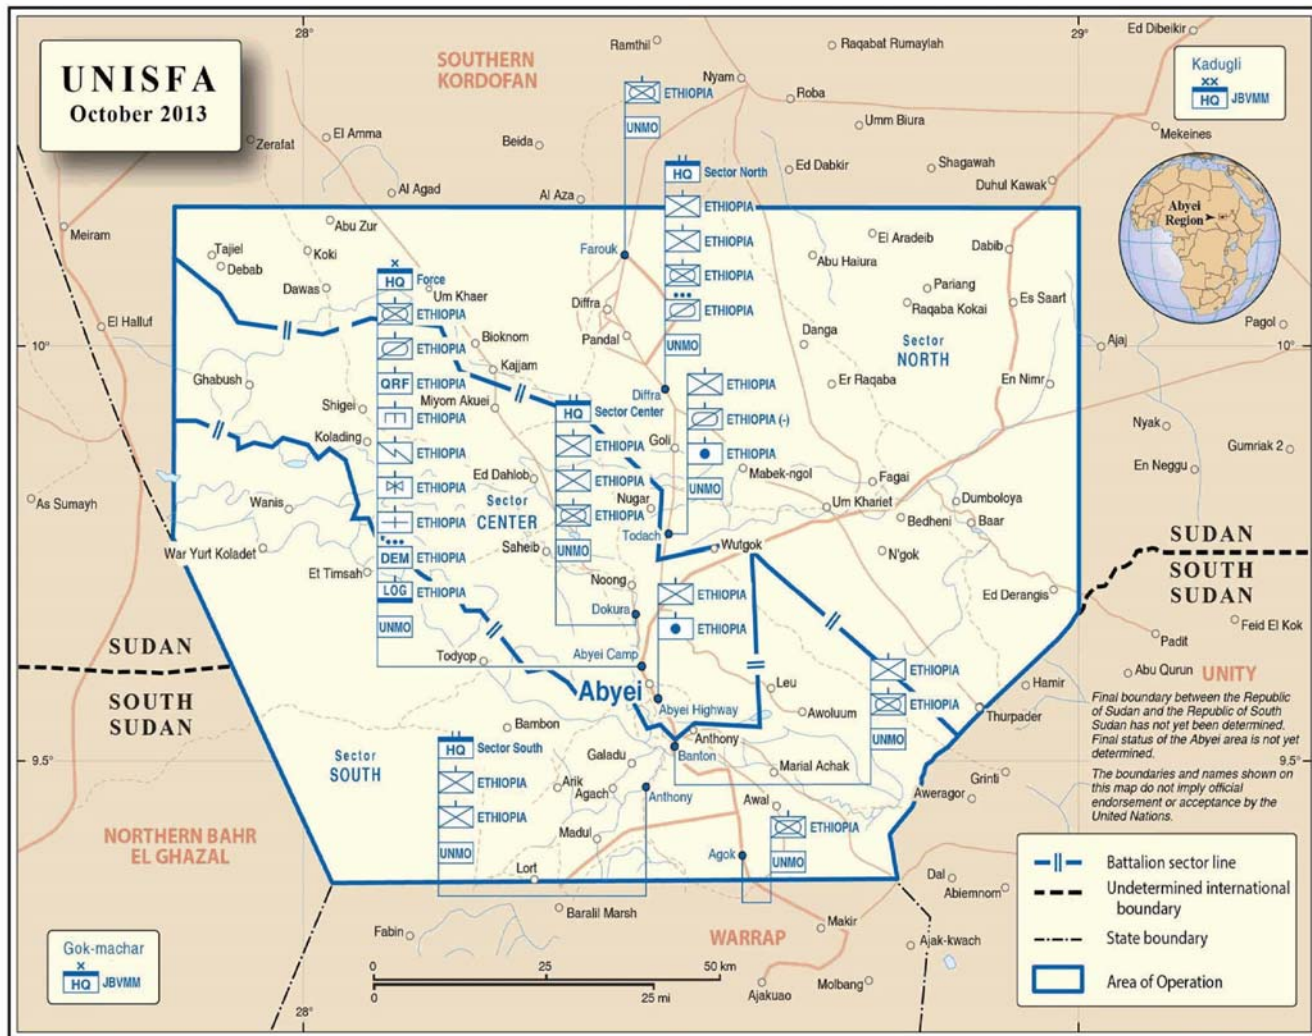 UNISFA
October 2013
28°
29°
SOUTHERN
KORDOFAN
Ramthil
Raqabat Rumaylah
Ed Dibeikir
Nyam
Roba
Kadugli
XX
HQ JBVMM
ETHIOPIA
UNMO
Zerafat
El Amma
Beida
Umm Biura
Mekeines
HQ Sector North
ETHIOPIA
ETHIOPIA
ETHIOPIA
ETHIOPIA
UNMO
Ed Dabkir
Shagawah
Duhul Kawak
Al Agad
Al Aza
Abyei
Region
Meiram
Abu Zur
Tajiel
Debab
Koki
Farouk
El Aradeib
Abu Haiura
Dabib
Dawas
X
HQ Force
ETHIOPIA
ETHIOPIA
QRF ETHIOPIA
ETHIOPIA
ETHIOPIA
ETHIOPIA
ETHIOPIA
DEM ETHIOPIA
LOG ETHIOPIA
UNMO
Um Khaer
Diffra
Pariang
Raqaba Kokai
Es Saart
El Halluf
Bioknom
Pandal
Danga
Sector
NORTH
Pagol
10°
10°
Ajaj
Kajjam
Ghabush
Miyom Akuei
Diffra
Er Raqaba
En Nimr
Shigei
HQ Sector Center
ETHIOPIA
ETHIOPIA
ETHIOPIA
UNMO
ETHIOPIA
ETHIOPIA (-)
ETHIOPIA
UNMO
Kolading
Goli
Nyak
Gumriak 2
Ed Dahlob
Mabek-ngol
Fagai
En Neggu
As Sumayh
Wanis
Sector
CENTER
Nugar
Um Khariet
Dumboloya
Bedheni
Baar
War Yurt Koladet
Saheib
Todach
Wutgok
N'gok
SUDAN
SOUTH
SUDAN
Et Timsah
Noong
Ed Derangis
Dokura
ETHIOPIA
ETHIOPIA
Feid El Kok
Padit
SUDAN
SOUTH
SUDAN
Todyop
Abyei Camp
Abyei
Abyei Highway
Leu
Awoluum
ETHIOPIA
ETHIOPIA
UNMO
Hamir
Abu Qurun
UNITY
Thurpader
Final boundary between the Republic
of Sudan and the Republic of South
Sudan has not yet been determined.
Final status of the Abyei area is not yet
determined.
The boundaries and names shown on
this map do not imply official
endorsement or acceptance by the
United Nations.
Bambon
Anthony
Banton
HQ Sector South
ETHIOPIA
ETHIOPIA
UNMO
Sector
SOUTH
Galadu
9.5°
9.5°
Marial Achak
Grinti
Arik
Agach
Anthony
Awal
Aweragor
NORTHERN BAHR
EL GHAZAL
Madul
ETHIOPIA
UNMO
Agok
Lort
Dal
Abiemnom
Baralil Marsh
Fabin
WARRAP
Makir
Ajak-kwach
Ajakuao
Molbang
Gok-machar
X
HQ JBVMM
0 25 50 km
0 25 mi
28°
Battalion sector line
Undetermined international
boundary
State boundary
Area of Operation